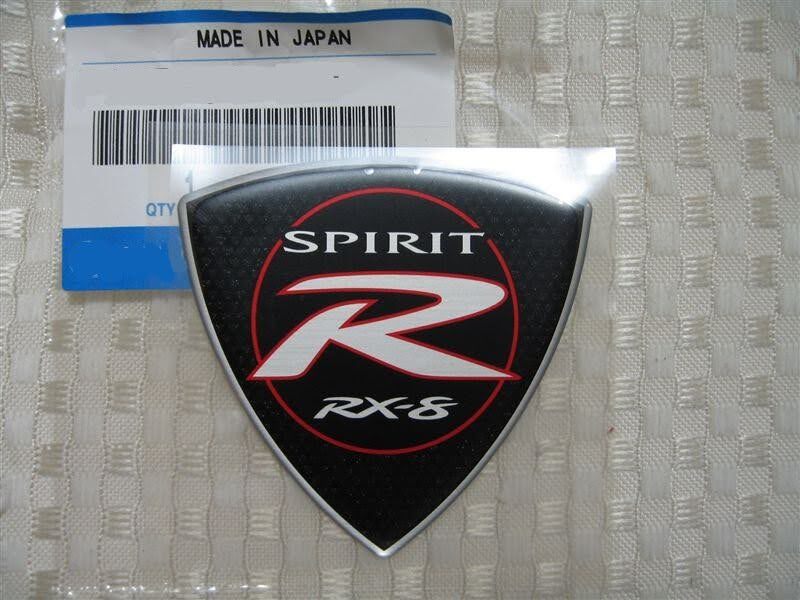 MADE IN JAPAN
1
QTY
SPIRIT
R
RX-8